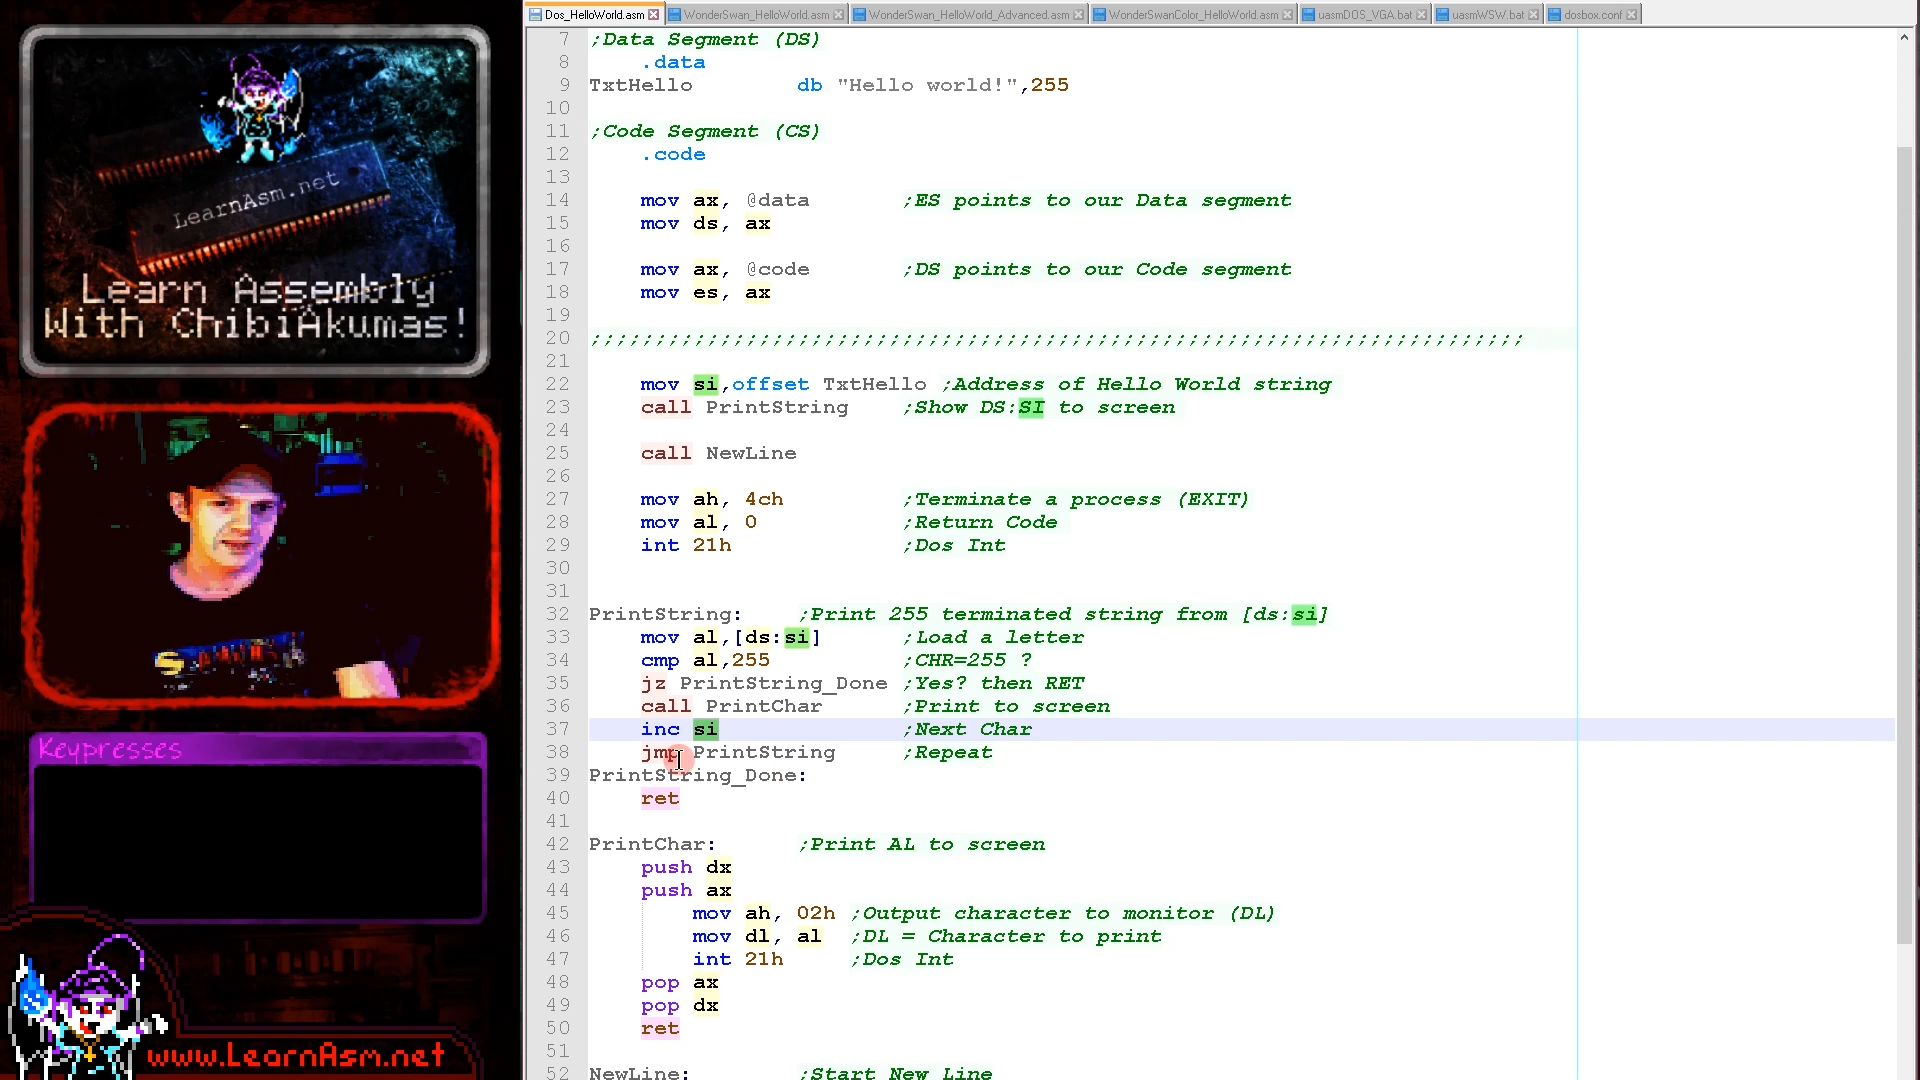 Dos_HelloWorld.asm
WonderSwan_HelloWorld.asm
WonderSwan_HelloWorld_Advanced.asm
WonderSwanColor_HelloWorld.asm
uasmDOS_VGA.bat
uasmWSW.bat
dosbox.conf
LearnAsm.net
Learn Assembly
With ChibiAkumas!
Keypresses
www.LearnAsm.net
7 ;Data Segment (DS)
8 .data
9 TxtHello db "Hello world!",255
10
11 ;Code Segment (CS)
12 .code
13
14 mov ax, @data ;ES points to our Data segment
15 mov ds, ax
16
17 mov ax, @code ;DS points to our Code segment
18 mov es, ax
19
20 ;;;;;;;;;;;;;;;;;;;;;;;;;;;;;;;;;;;;;;;;;;;;;;;;;;;;;;;;;;;;;;;;;;;;;;;;
21
22 mov si,offset TxtHello ;Address of Hello World string
23 call PrintString ;Show DS:SI to screen
24
25 call NewLine
26
27 mov ah, 4ch ;Terminate a process (EXIT)
28 mov al, 0 ;Return Code
29 int 21h ;Dos Int
30
31
32 PrintString: ;Print 255 terminated string from [ds:si]
33 mov al,[ds:si] ;Load a letter
34 cmp al,255 ;CHR=255 ?
35 jz PrintString_Done ;Yes? then RET
36 call PrintChar ;Print to screen
37 inc si ;Next Char
38 jmp PrintString ;Repeat
39 PrintString_Done:
40 ret
41
42 PrintChar: ;Print AL to screen
43 push dx
44 push ax
45 mov ah, 02h ;Output character to monitor (DL)
46 mov dl, al ;DL = Character to print
47 int 21h ;Dos Int
48 pop ax
49 pop dx
50 ret
51
52 NewLine: ;Start New Line